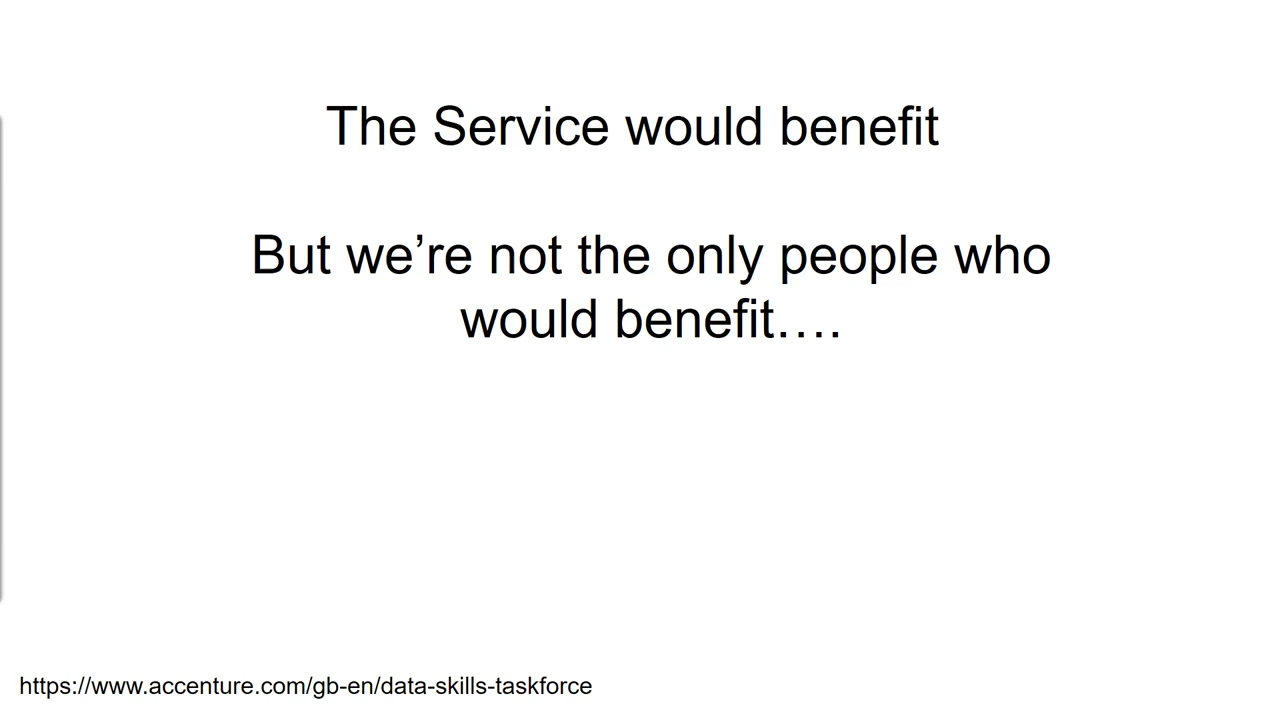 The Service would benefit
But we’re not the only people who
would benefit….
https://www.accenture.com/gb-en/data-skills-taskforce